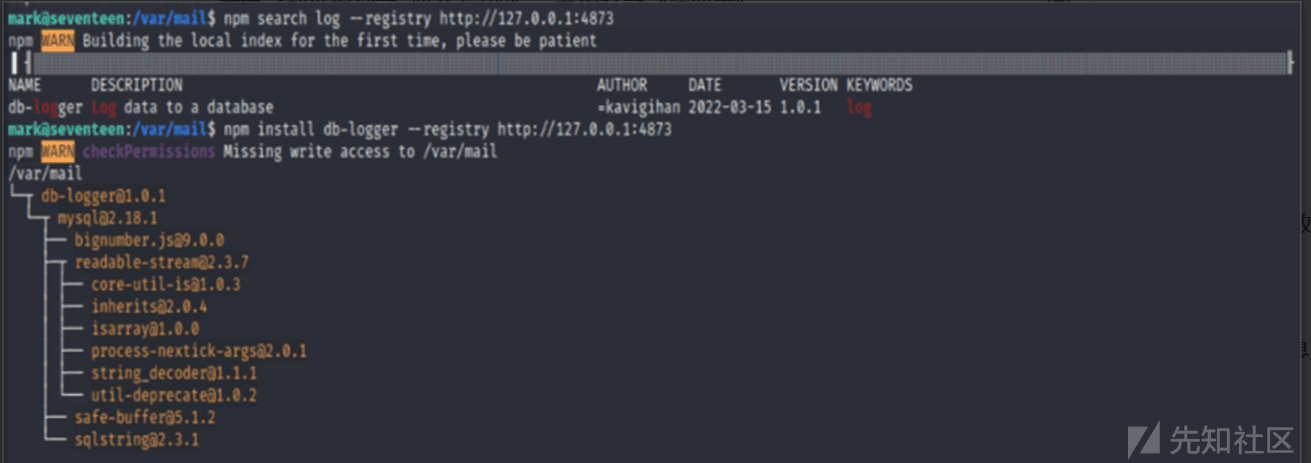 mark@seventeen:/var/mail$ npm search log --registry http://127.0.0.1:4873
npm WARN Building the local index for the first time, please be patient
NAME DESCRIPTION AUTHOR DATE VERSION KEYWORDS
db-logger Log data to a database =kavigihan 2022-03-15 1.0.1 log
mark@seventeen:/var/mail$ npm install db-logger --registry http://127.0.0.1:4873
npm WARN checkPermissions Missing write access to /var/mail
/var/mail
└─┬ db-logger@1.0.1
  └─┬ mysql@2.18.1
    ├── bignumber.js@9.0.0
    ├─┬ readable-stream@2.3.7
    │ ├── core-util-is@1.0.3
    │ ├── inherits@2.0.4
    │ ├── isarray@1.0.0
    │ ├── process-nextick-args@2.0.1
    │ ├── string_decoder@1.1.1
    │ └── util-deprecate@1.0.2
    ├── safe-buffer@5.1.2
    └── sqlstring@2.3.1
先知社区